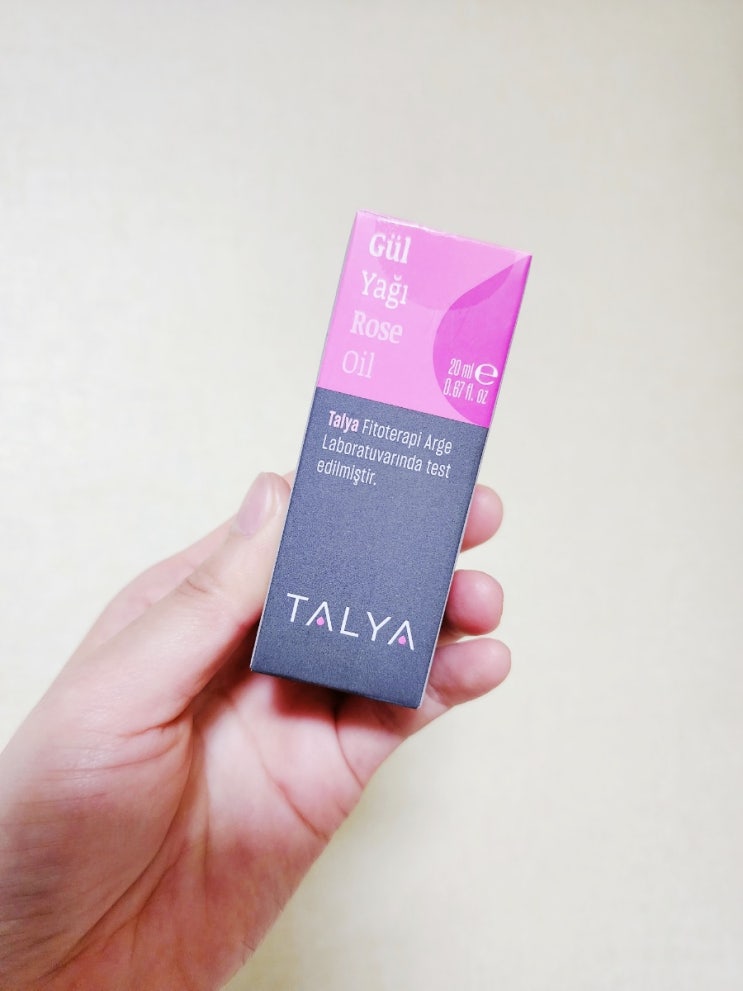 Gül
Yağı
Rose
Oil
20 ml e
0.67 fl. oz
Talya Fitoterapi Arge
Laboratuvarında test
edilmiştir.
TALYA